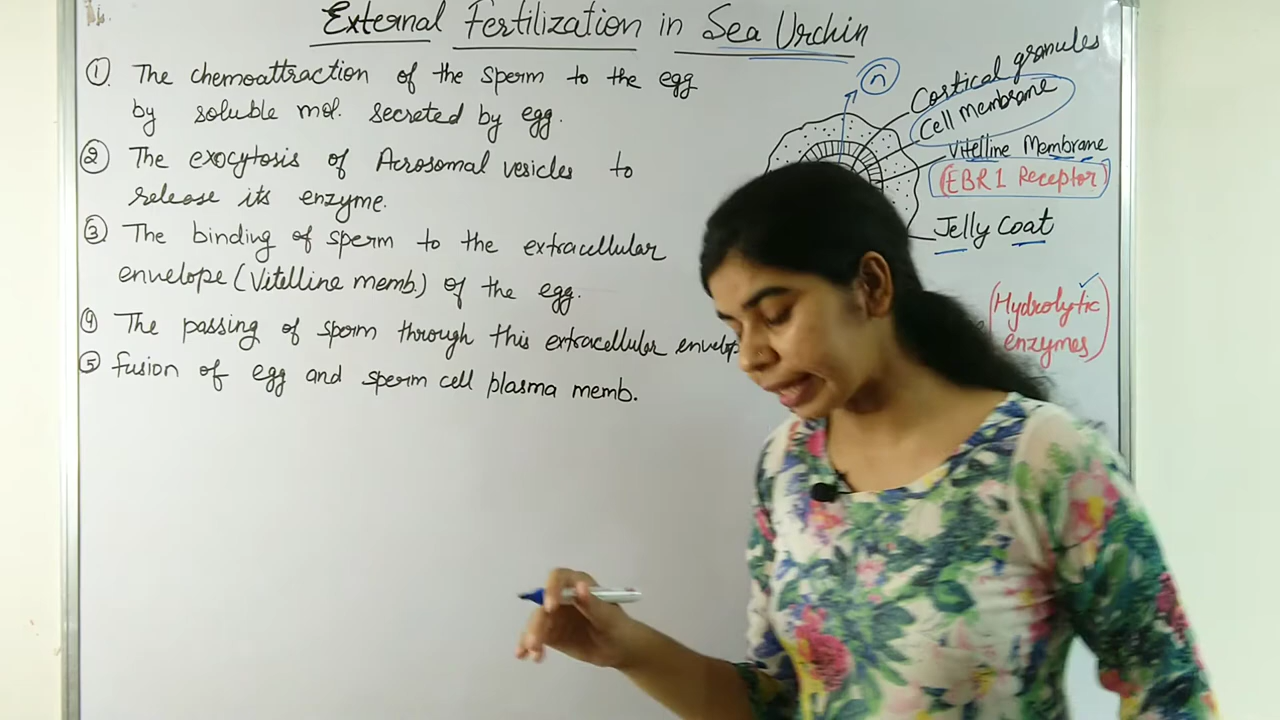 External Fertilization in Sea Urchin
① The chemoattraction of the sperm to the egg
by soluble mol. secreted by egg.
② The exocytosis of Acrosomal vesicles to
release its enzyme.
③ The binding of sperm to the extracellular
envelope (Vitelline memb.) of the egg.
④ The passing of sperm through this extracellular envelop
⑤ fusion of egg and sperm cell plasma memb.
n
Cortical granules
Cell Membrane
Vitelline Membrane
(EBR1 Receptor)
Jelly Coat
(Hydrolytic
enzymes)